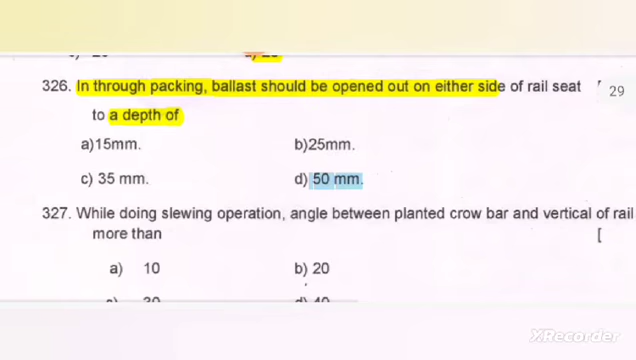 326. In through packing, ballast should be opened out on either side of rail seat [
29
to a depth of
a)15mm. b)25mm.
c) 35 mm. d) 50 mm.
327. While doing slewing operation, angle between planted crow bar and vertical of rail
more than [
a) 10 b) 20
XRecorder